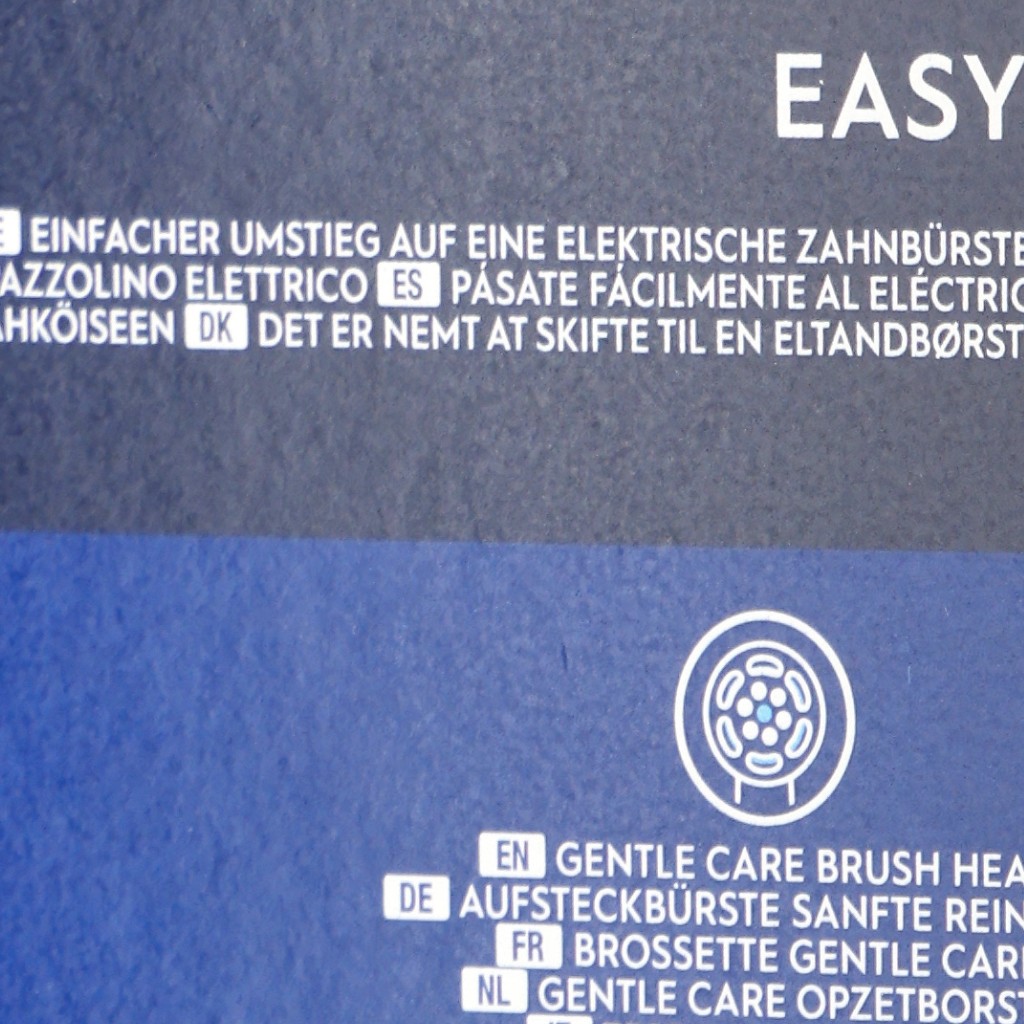 EASY
EINFACHER UMSTIEG AUF EINE ELEKTRISCHE ZAHNBÜRSTE
AZZOLINO ELETTRICO ES PÁSATE FÁCILMENTE AL ELÉCTRIC
AHKÖISEEN DK DET ER NEMT AT SKIFTE TIL EN ELTANDBØRST
EN GENTLE CARE BRUSH HEA
DE AUFSTECKBÜRSTE SANFTE REIN
FR BROSSETTE GENTLE CAR
NL GENTLE CARE OPZETBORST